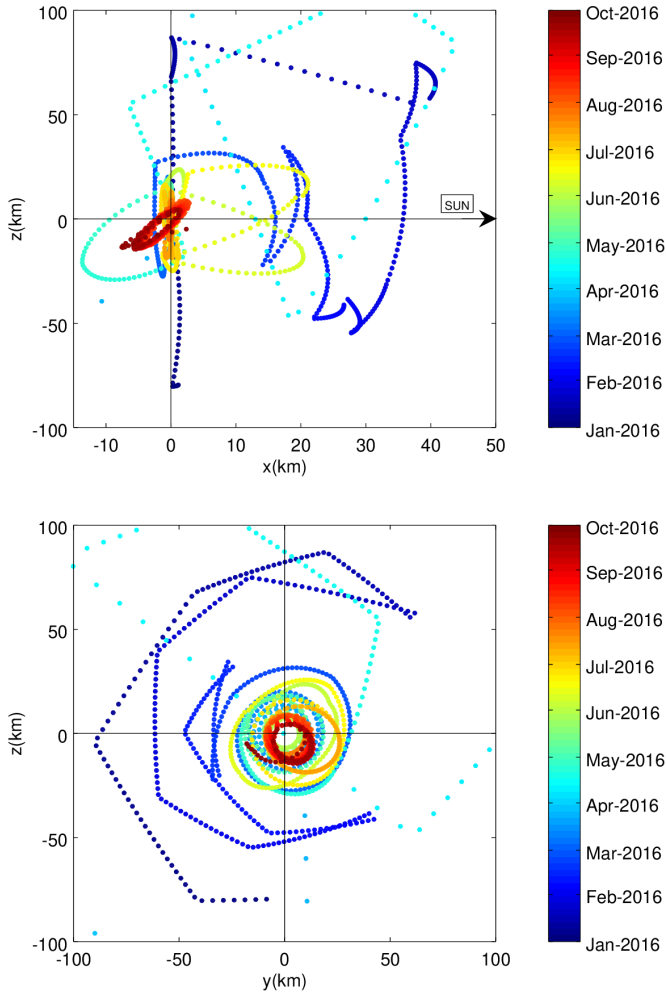 100
50
0
-50
-100
z(km)
-10
0
10
20
30
40
50
x(km)
SUN
Oct-2016
Sep-2016
Aug-2016
Jul-2016
Jun-2016
May-2016
Apr-2016
Mar-2016
Feb-2016
Jan-2016
100
50
0
-50
-100
z(km)
-100
-50
0
50
100
y(km)
Oct-2016
Sep-2016
Aug-2016
Jul-2016
Jun-2016
May-2016
Apr-2016
Mar-2016
Feb-2016
Jan-2016